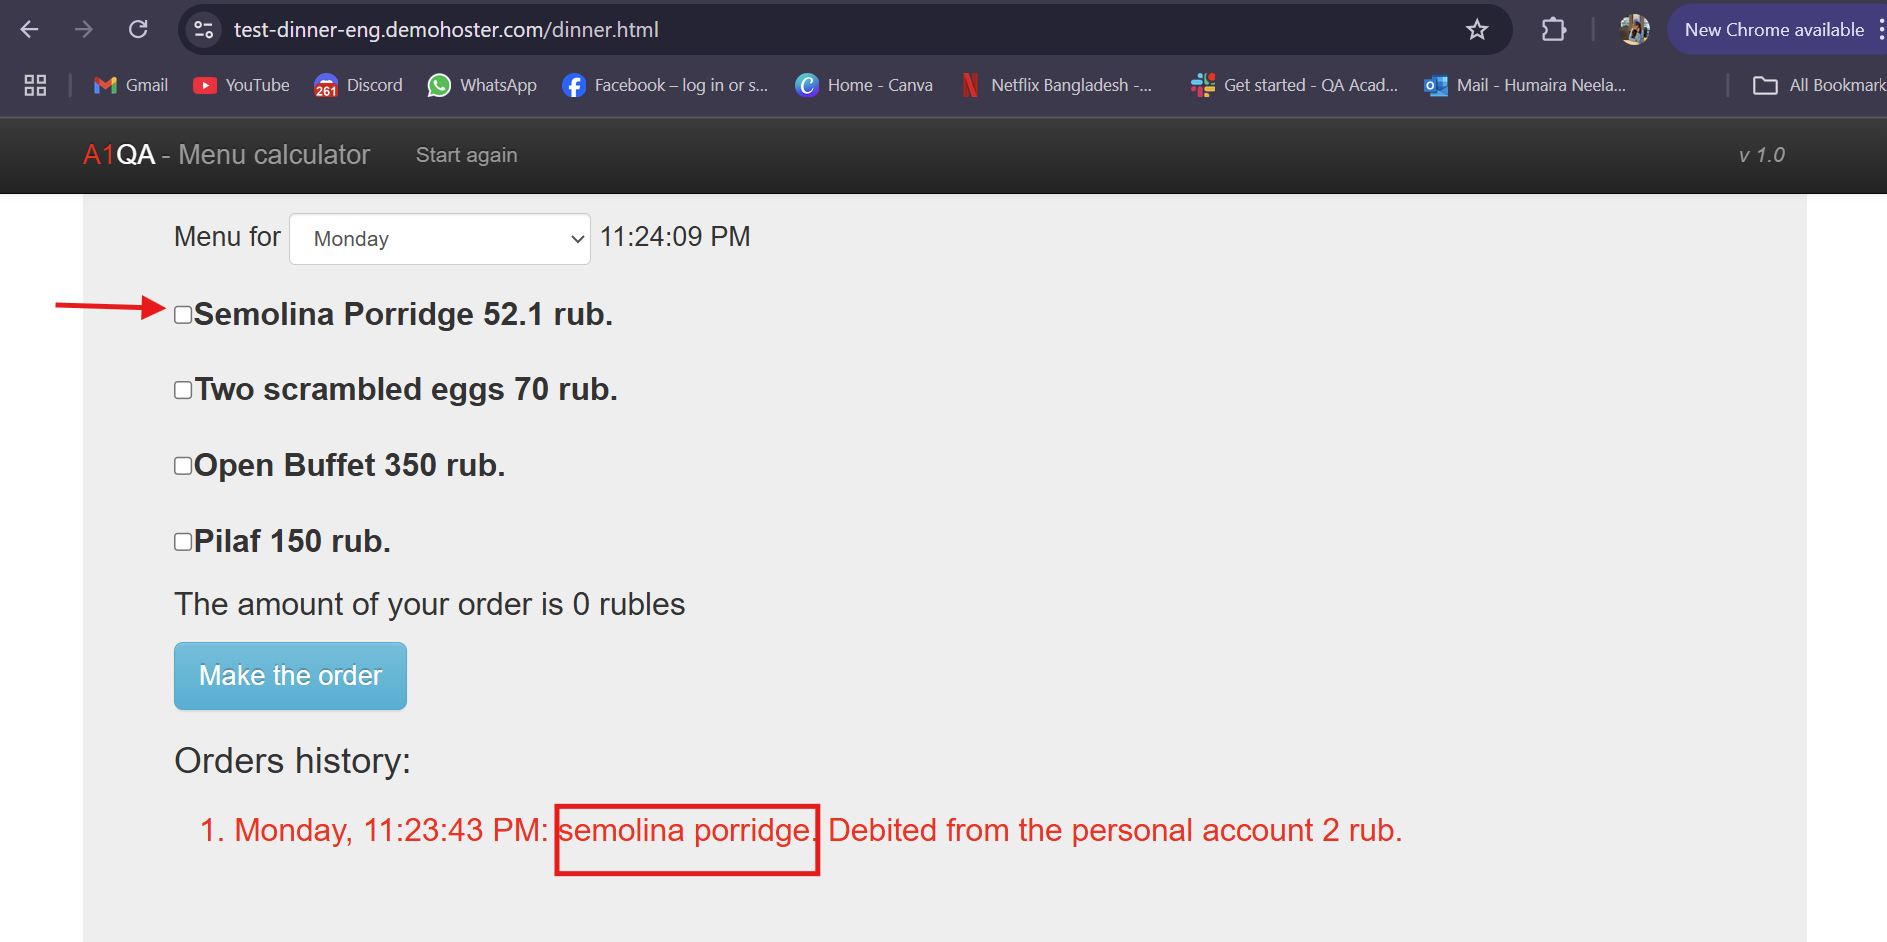 test-dinner-eng.demohoster.com/dinner.html
New Chrome available
Gmail
YouTube
261
Discord
WhatsApp
Facebook – log in or s...
Home - Canva
Netflix Bangladesh -...
Get started - QA Acad...
Mail - Humaira Neela...
All Bookmark
A1QA - Menu calculator
Start again
v 1.0
Menu for Monday 11:24:09 PM
Semolina Porridge 52.1 rub.
Two scrambled eggs 70 rub.
Open Buffet 350 rub.
Pilaf 150 rub.
The amount of your order is 0 rubles
Make the order
Orders history:
1. Monday, 11:23:43 PM: semolina porridge. Debited from the personal account 2 rub.